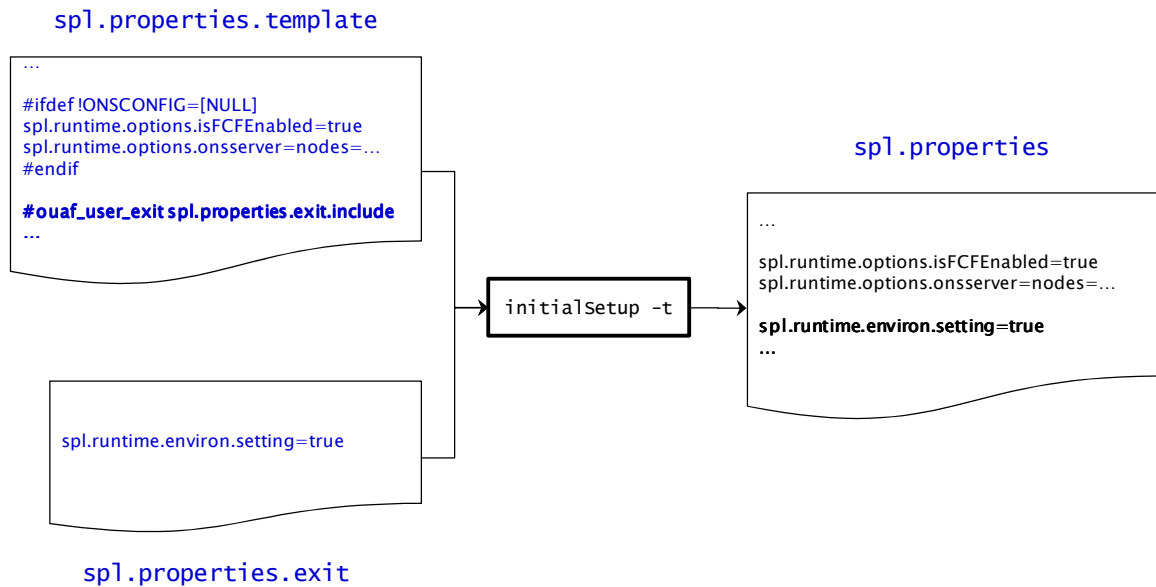 spl.properties.template
…
#ifdef !ONSCONFIG=[NULL]
spl.runtime.options.isFCFEnabled=true
spl.runtime.options.onsserver=nodes=…
#endif
#ouaf_user_exit spl.properties.exit.include
…
spl.runtime.environ.setting=true
spl.properties.exit
initialSetup -t
spl.properties
…
spl.runtime.options.isFCFEnabled=true
spl.runtime.options.onsserver=nodes=…
spl.runtime.environ.setting=true
…